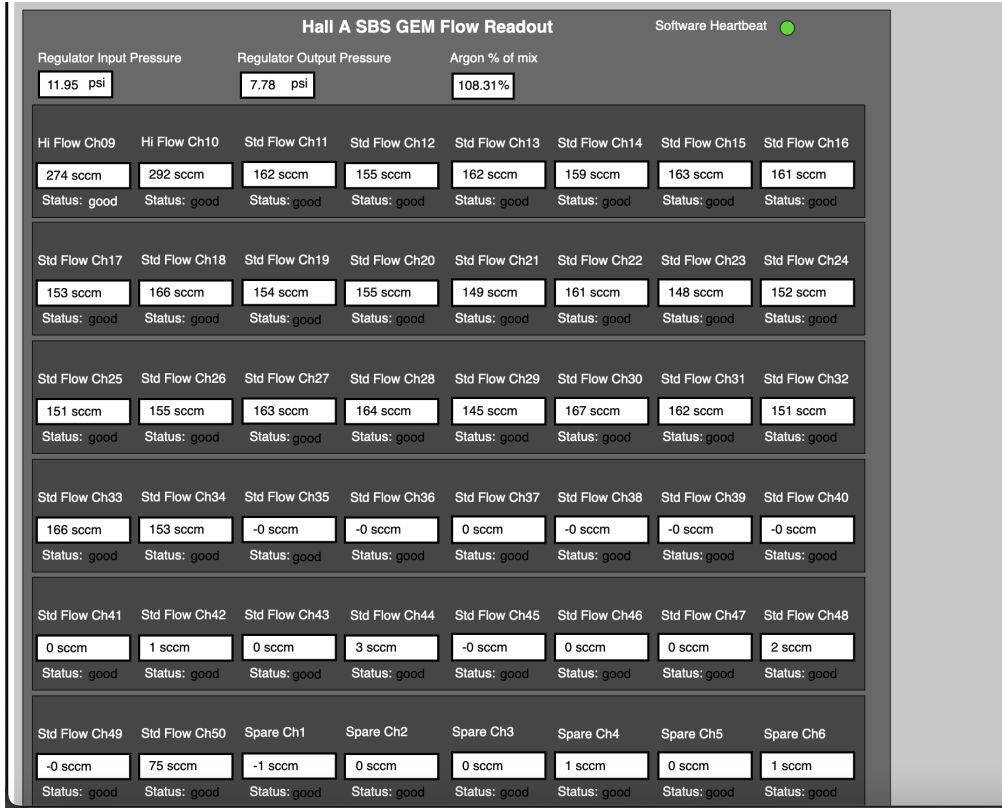 Hall A SBS GEM Flow Readout Software Heartbeat
Regulator Input Pressure Regulator Output Pressure Argon % of mix
11.95 psi 7.78 psi 108.31%
Hi Flow Ch09 Hi Flow Ch10 Std Flow Ch11 Std Flow Ch12 Std Flow Ch13 Std Flow Ch14 Std Flow Ch15 Std Flow Ch16
274 sccm 292 sccm 162 sccm 155 sccm 162 sccm 159 sccm 163 sccm 161 sccm
Status: good Status: good Status: good Status: good Status: good Status: good Status: good Status: good
Std Flow Ch17 Std Flow Ch18 Std Flow Ch19 Std Flow Ch20 Std Flow Ch21 Std Flow Ch22 Std Flow Ch23 Std Flow Ch24
153 sccm 166 sccm 154 sccm 155 sccm 149 sccm 161 sccm 148 sccm 152 sccm
Status: good Status: good Status: good Status: good Status: good Status: good Status: good Status: good
Std Flow Ch25 Std Flow Ch26 Std Flow Ch27 Std Flow Ch28 Std Flow Ch29 Std Flow Ch30 Std Flow Ch31 Std Flow Ch32
151 sccm 155 sccm 163 sccm 164 sccm 145 sccm 167 sccm 162 sccm 151 sccm
Status: good Status: good Status: good Status: good Status: good Status: good Status: good Status: good
Std Flow Ch33 Std Flow Ch34 Std Flow Ch35 Std Flow Ch36 Std Flow Ch37 Std Flow Ch38 Std Flow Ch39 Std Flow Ch40
166 sccm 153 sccm -0 sccm -0 sccm 0 sccm -0 sccm -0 sccm -0 sccm
Status: good Status: good Status: good Status: good Status: good Status: good Status: good Status: good
Std Flow Ch41 Std Flow Ch42 Std Flow Ch43 Std Flow Ch44 Std Flow Ch45 Std Flow Ch46 Std Flow Ch47 Std Flow Ch48
0 sccm 1 sccm 0 sccm 3 sccm -0 sccm 0 sccm 0 sccm 2 sccm
Status: good Status: good Status: good Status: good Status: good Status: good Status: good Status: good
Std Flow Ch49 Std Flow Ch50 Spare Ch1 Spare Ch2 Spare Ch3 Spare Ch4 Spare Ch5 Spare Ch6
-0 sccm 75 sccm -1 sccm 0 sccm 0 sccm 1 sccm 0 sccm 1 sccm
Status: good Status: good Status: good Status: good Status: good Status: good Status: good Status: good